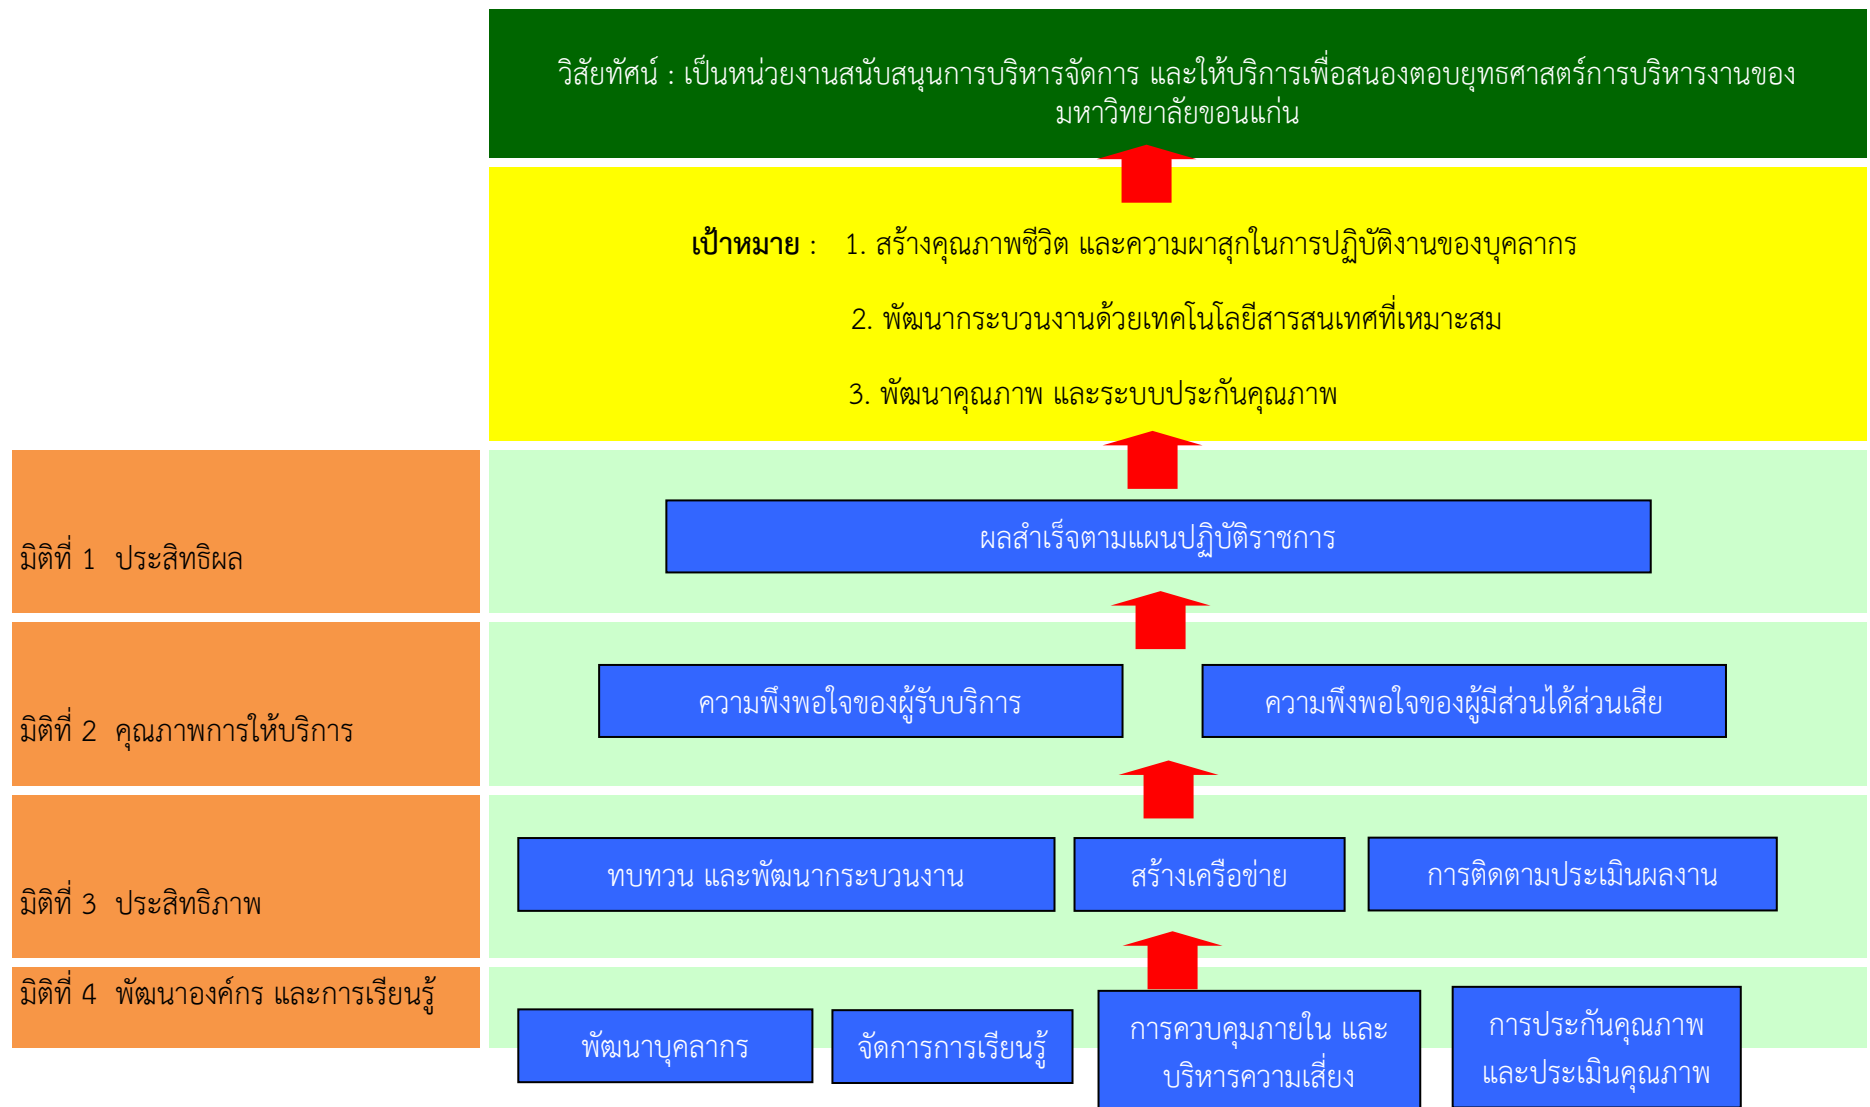 วิสัยทัศน์ : เป็นหน่วยงานสนับสนุนการบริหารจัดการ และให้บริการเพื่อสนองตอบยุทธศาสตร์การบริหารงานของ
มหาวิทยาลัยขอนแก่น
เป้าหมาย : 1. สร้างคุณภาพชีวิต และความผาสุกในการปฏิบัติงานของบุคลากร
2. พัฒนากระบวนงานด้วยเทคโนโลยีสารสนเทศที่เหมาะสม
3. พัฒนาคุณภาพ และระบบประกันคุณภาพ
มิติที่ 1 ประสิทธิผล
ผลสำเร็จตามแผนปฏิบัติราชการ
มิติที่ 2 คุณภาพการให้บริการ
ความพึงพอใจของผู้รับบริการ
ความพึงพอใจของผู้มีส่วนได้ส่วนเสีย
มิติที่ 3 ประสิทธิภาพ
ทบทวน และพัฒนากระบวนงาน
สร้างเครือข่าย
การติดตามประเมินผลงาน
มิติที่ 4 พัฒนาองค์กร และการเรียนรู้
พัฒนาบุคลากร
จัดการการเรียนรู้
การควบคุมภายใน และ
บริหารความเสี่ยง
การประกันคุณภาพ
และประเมินคุณภาพ